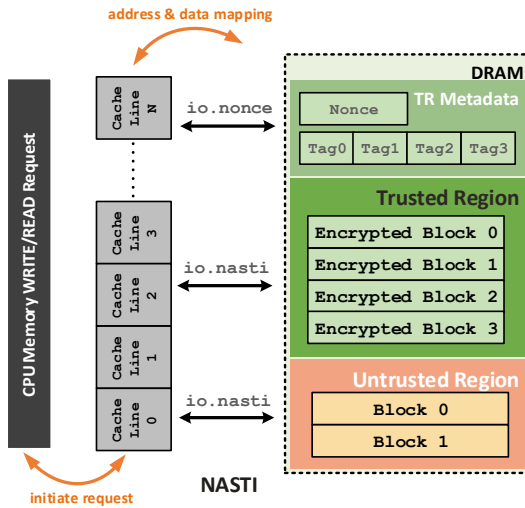 address & data mapping
CPU Memory WRITE/READ Request
Cache
Line
N
Cache
Line
3
Cache
Line
2
Cache
Line
1
Cache
Line
0
initiate request
io.nonce
io.nasti
io.nasti
NASTI
DRAM
TR Metadata
Nonce
Tag0 Tag1 Tag2 Tag3
Trusted Region
Encrypted Block 0
Encrypted Block 1
Encrypted Block 2
Encrypted Block 3
Untrusted Region
Block 0
Block 1